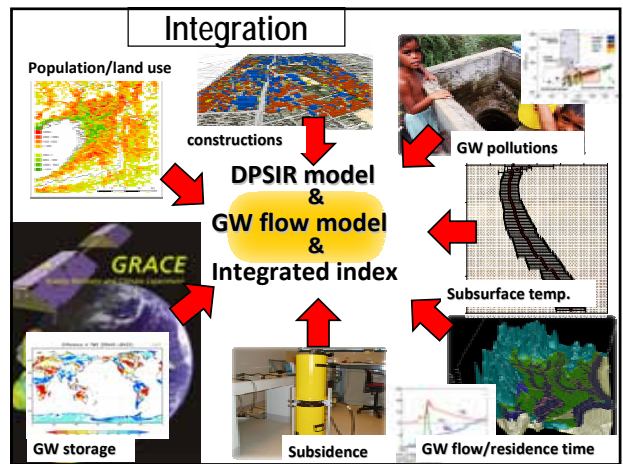 Integration
Population/land use
constructions
GW pollutions
DPSIR model
&
GW flow model
&
Integrated index
GRACE
Subsurface temp.
GW storage
Subsidence
GW flow/residence time